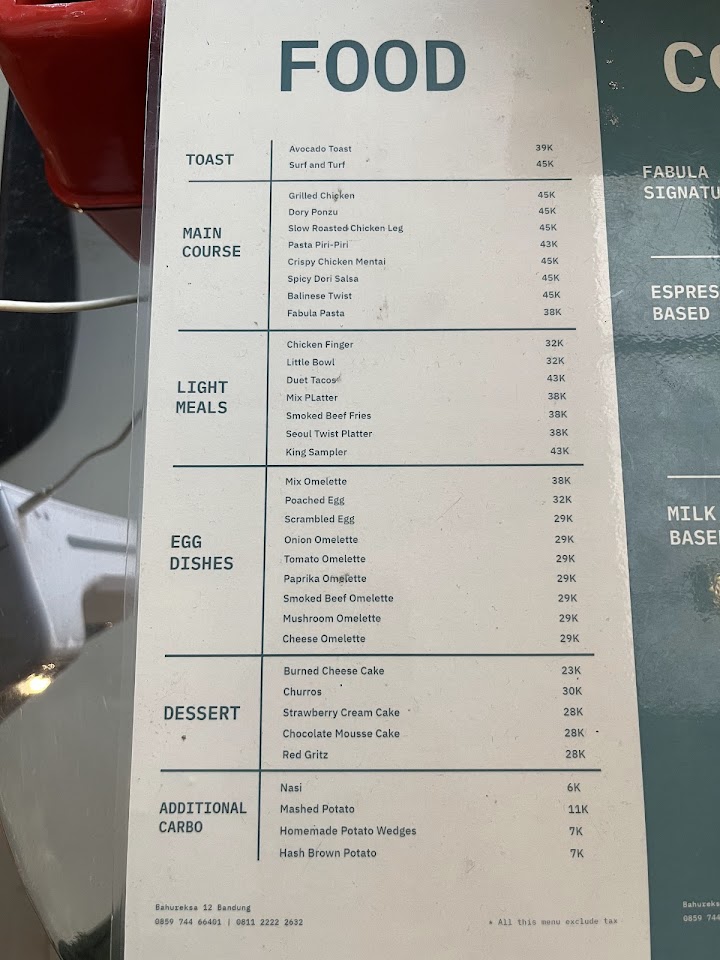 FOOD
TOAST
Avocado Toast 39K
Surf and Turf 45K
MAIN COURSE
Grilled Chicken 45K
Dory Ponzu 45K
Slow Roasted Chicken Leg 45K
Pasta Piri-Piri 43K
Crispy Chicken Mentai 45K
Spicy Dori Salsa 45K
Balinese Twist 45K
Fabula Pasta 38K
LIGHT MEALS
Chicken Finger 32K
Little Bowl 32K
Duet Tacos 43K
Mix PLatter 38K
Smoked Beef Fries 38K
Seoul Twist Platter 38K
King Sampler 43K
EGG DISHES
Mix Omelette 38K
Poached Egg 32K
Scrambled Egg 29K
Onion Omelette 29K
Tomato Omelette 29K
Paprika Omelette 29K
Smoked Beef Omelette 29K
Mushroom Omelette 29K
Cheese Omelette 29K
DESSERT
Burned Cheese Cake 23K
Churros 30K
Strawberry Cream Cake 28K
Chocolate Mousse Cake 28K
Red Gritz 28K
ADDITIONAL CARBO
Nasi 6K
Mashed Potato 11K
Homemade Potato Wedges 7K
Hash Brown Potato 7K
Bahureksa 12 Bandung
0859 744 66401 | 0811 2222 2632
* All this menu exclude tax
FABULA
ESPRES
BASED
MILK
BASE
0859 744